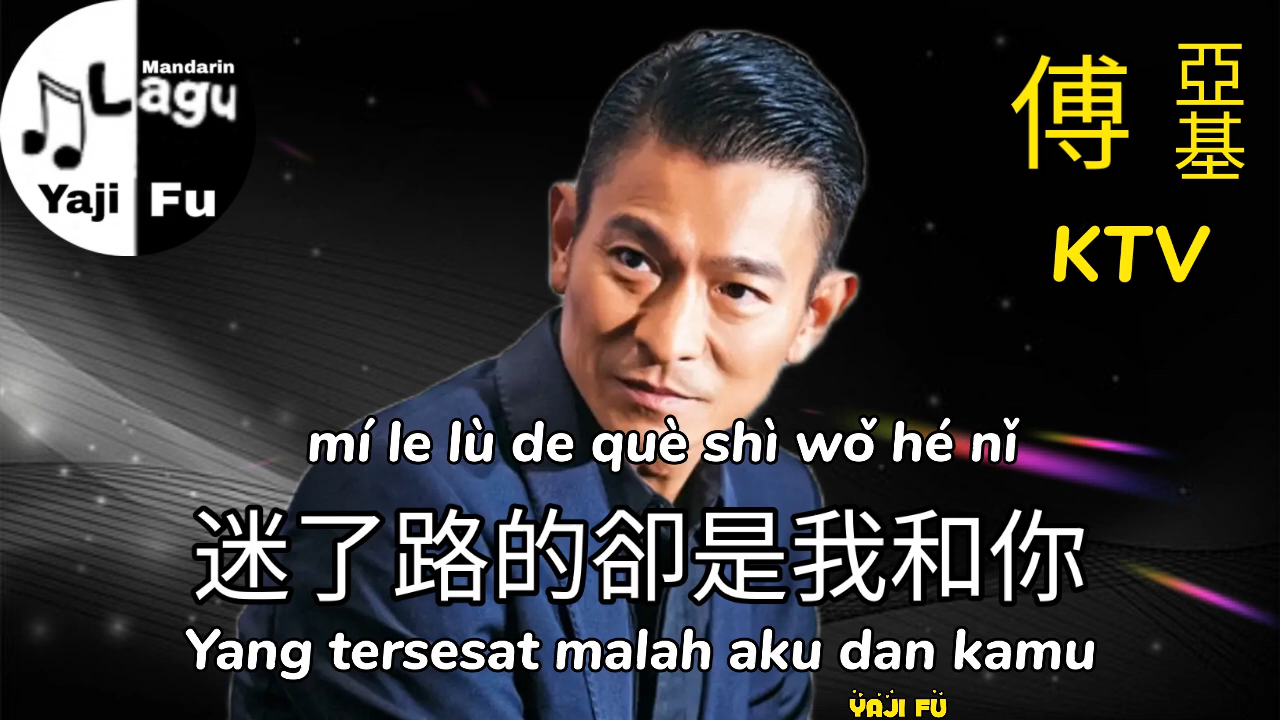 Mandarin
Lagu
Yaji Fu
傅 亞基
KTV
mí le lù de què shì wǒ hé nǐ
迷了路的卻是我和你
Yang tersesat malah aku dan kamu
YAJI FU